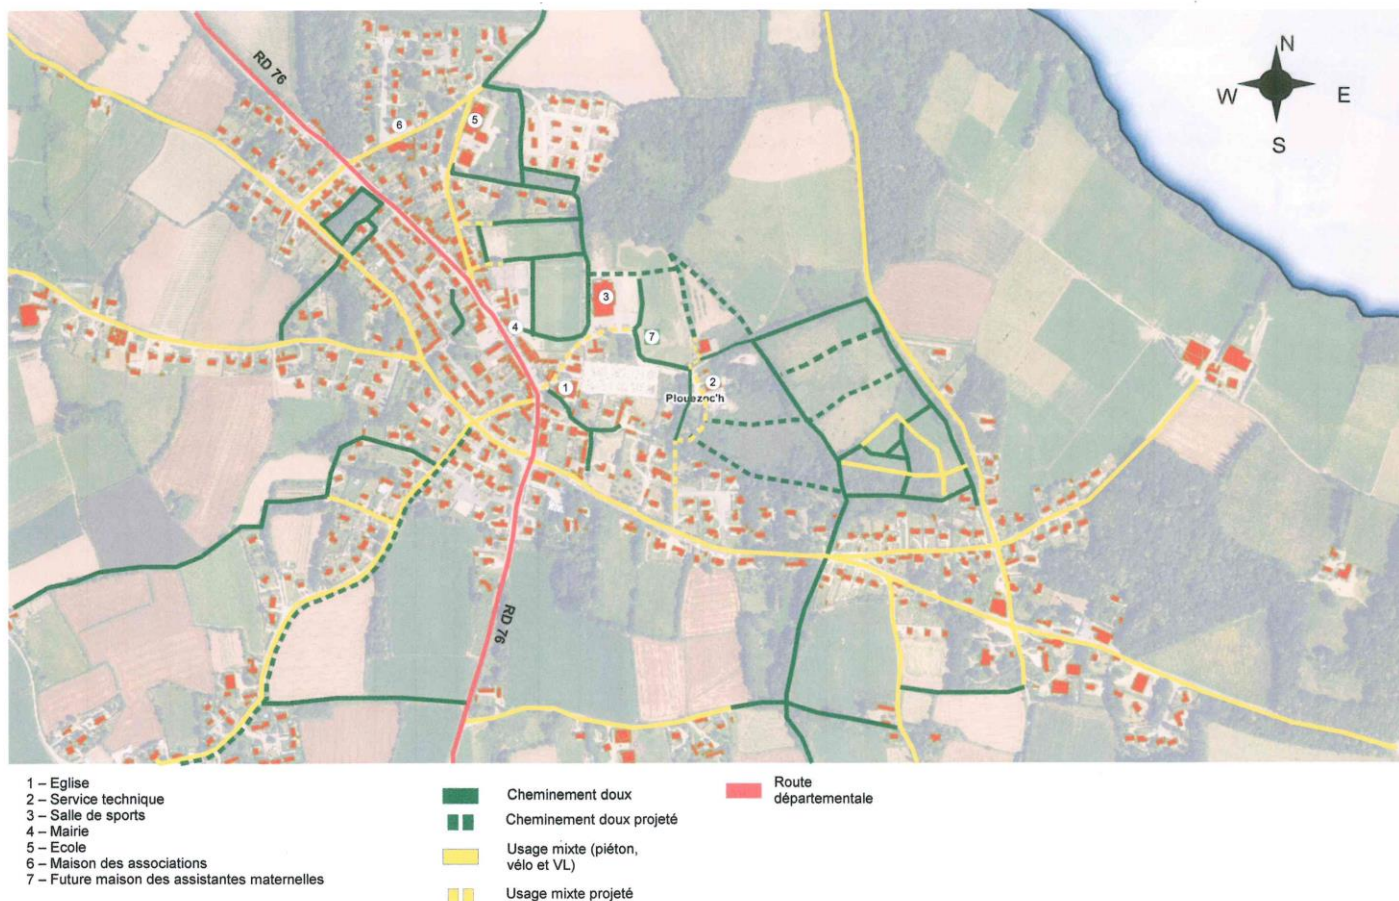 RD 76
N
W
E
S
6
5
3
4
7
1
2
Plouezoc'h
RD 76
1 – Eglise
2 – Service technique
3 – Salle de sports
4 – Mairie
5 – Ecole
6 – Maison des associations
7 – Future maison des assistantes maternelles
Cheminement doux
Cheminement doux projeté
Usage mixte (piéton,
vélo et VL)
Usage mixte projeté
Route
départementale